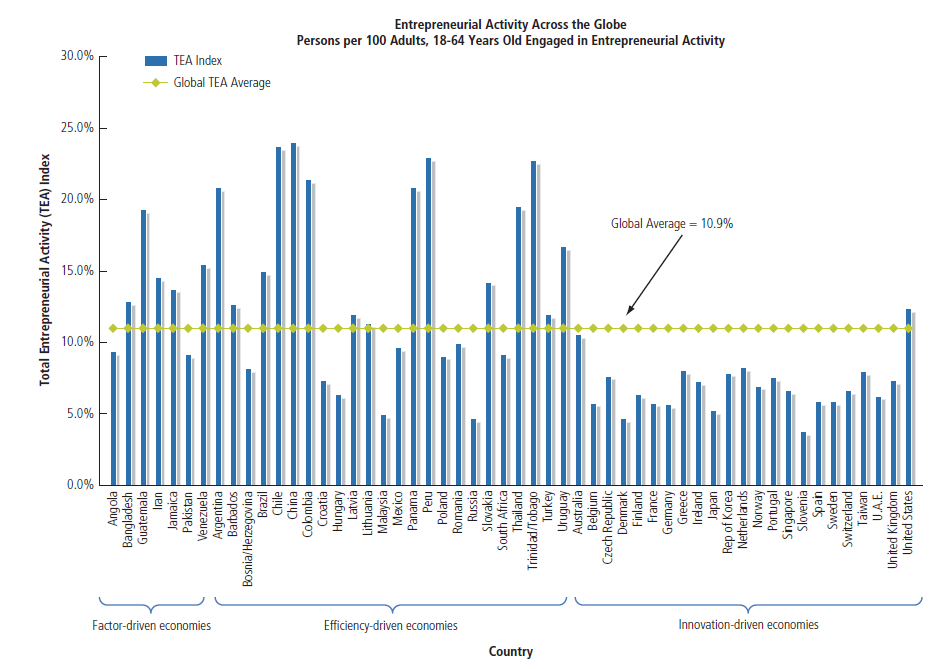 Entrepreneurial Activity Across the Globe
Persons per 100 Adults, 18-64 Years Old Engaged in Entrepreneurial Activity
30.0%
25.0%
20.0%
15.0%
10.0%
5.0%
0.0%
Total Entrepreneurial Activity (TEA) Index
TEA Index
Global TEA Average
Global Average = 10.9%
Angola
Bangladesh
Guatemala
Iran
Jamaica
Pakistan
Venezuela
Argentina
Barbados
Bosnia/Herzegovina
Brazil
Chile
China
Colombia
Croatia
Hungary
Latvia
Lithuania
Malaysia
Mexico
Panama
Peru
Poland
Romania
Russia
Slovakia
South Africa
Thailand
Trinidad/Tobago
Turkey
Uruguay
Australia
Belgium
Czech Republic
Denmark
Finland
France
Germany
Greece
Ireland
Japan
Rep of Korea
Netherlands
Norway
Portugal
Singapore
Slovenia
Spain
Sweden
Switzerland
Taiwan
U.A.E.
United Kingdom
United States
Factor-driven economies
Efficiency-driven economies
Innovation-driven economies
Country